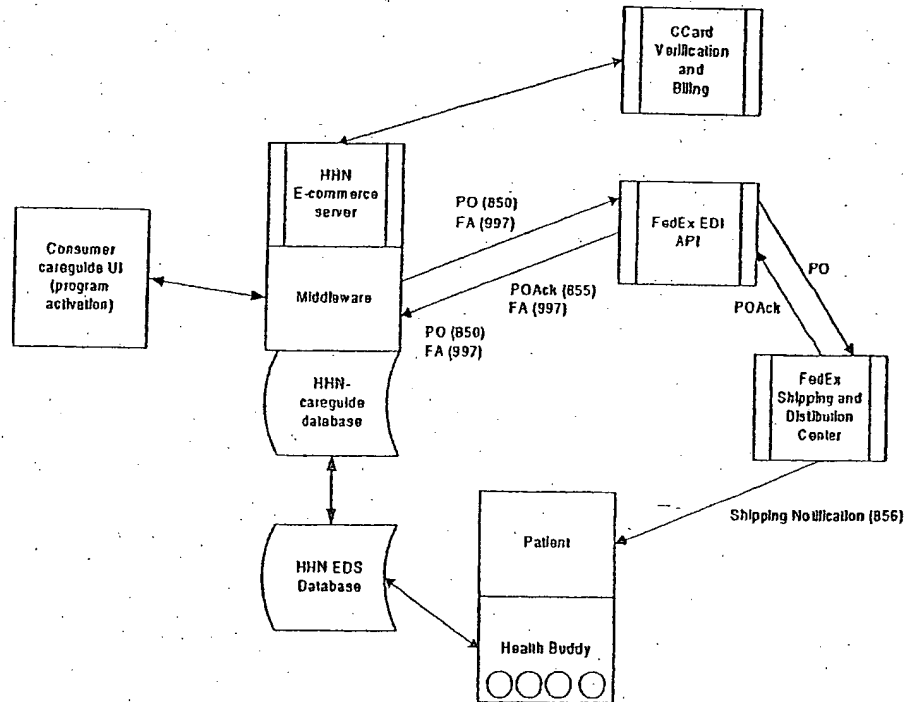 CCard
Verification
and
Billing
HHN
E-commerce
server
PO (850)
FA (997)
FedEx EDI
API
Consumer
careguide UI
(program
activation)
Middleware
POAck (855)
FA (997)
PO
POAck
PO (850)
FA (997)
HHN-
careguide
database
FedEx
Shipping and
Distibution
Center
Shipping Notification (856)
Patient
HHN EDS
Database
Health Buddy